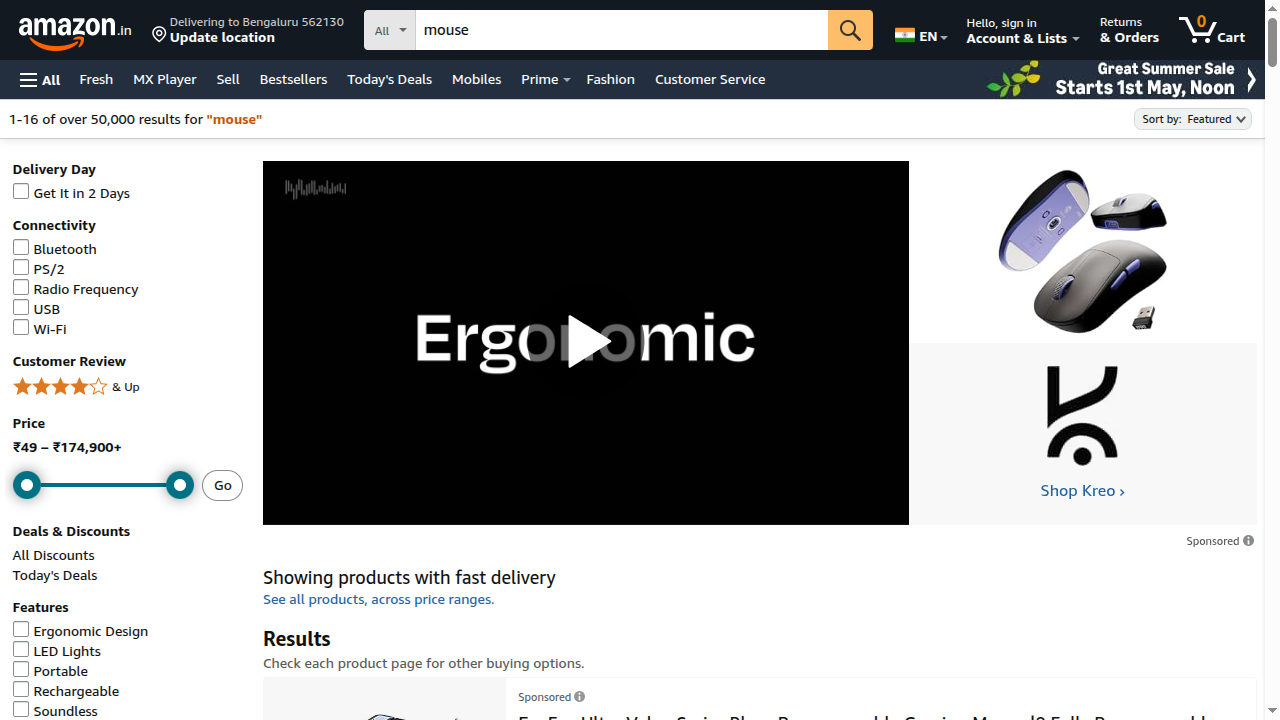 amazon.in
Delivering to Bengaluru 562130
Update location
All
mouse
EN
Hello, sign in
Account & Lists
Returns
& Orders
0
Cart
All
Fresh
MX Player
Sell
Bestsellers
Today's Deals
Mobiles
Prime
Fashion
Customer Service
Great Summer Sale
Starts 1st May, Noon
1-16 of over 50,000 results for "mouse"
Sort by: Featured
Delivery Day
Get It in 2 Days
Connectivity
Bluetooth
PS/2
Radio Frequency
USB
Wi-Fi
Customer Review
& Up
Price
₹49 – ₹174,900+
Go
Deals & Discounts
All Discounts
Today's Deals
Features
Ergonomic Design
LED Lights
Portable
Rechargeable
Soundless
Ergonomic
Shop Kreo ›
Sponsored
Showing products with fast delivery
See all products, across price ranges.
Results
Check each product page for other buying options.
Sponsored